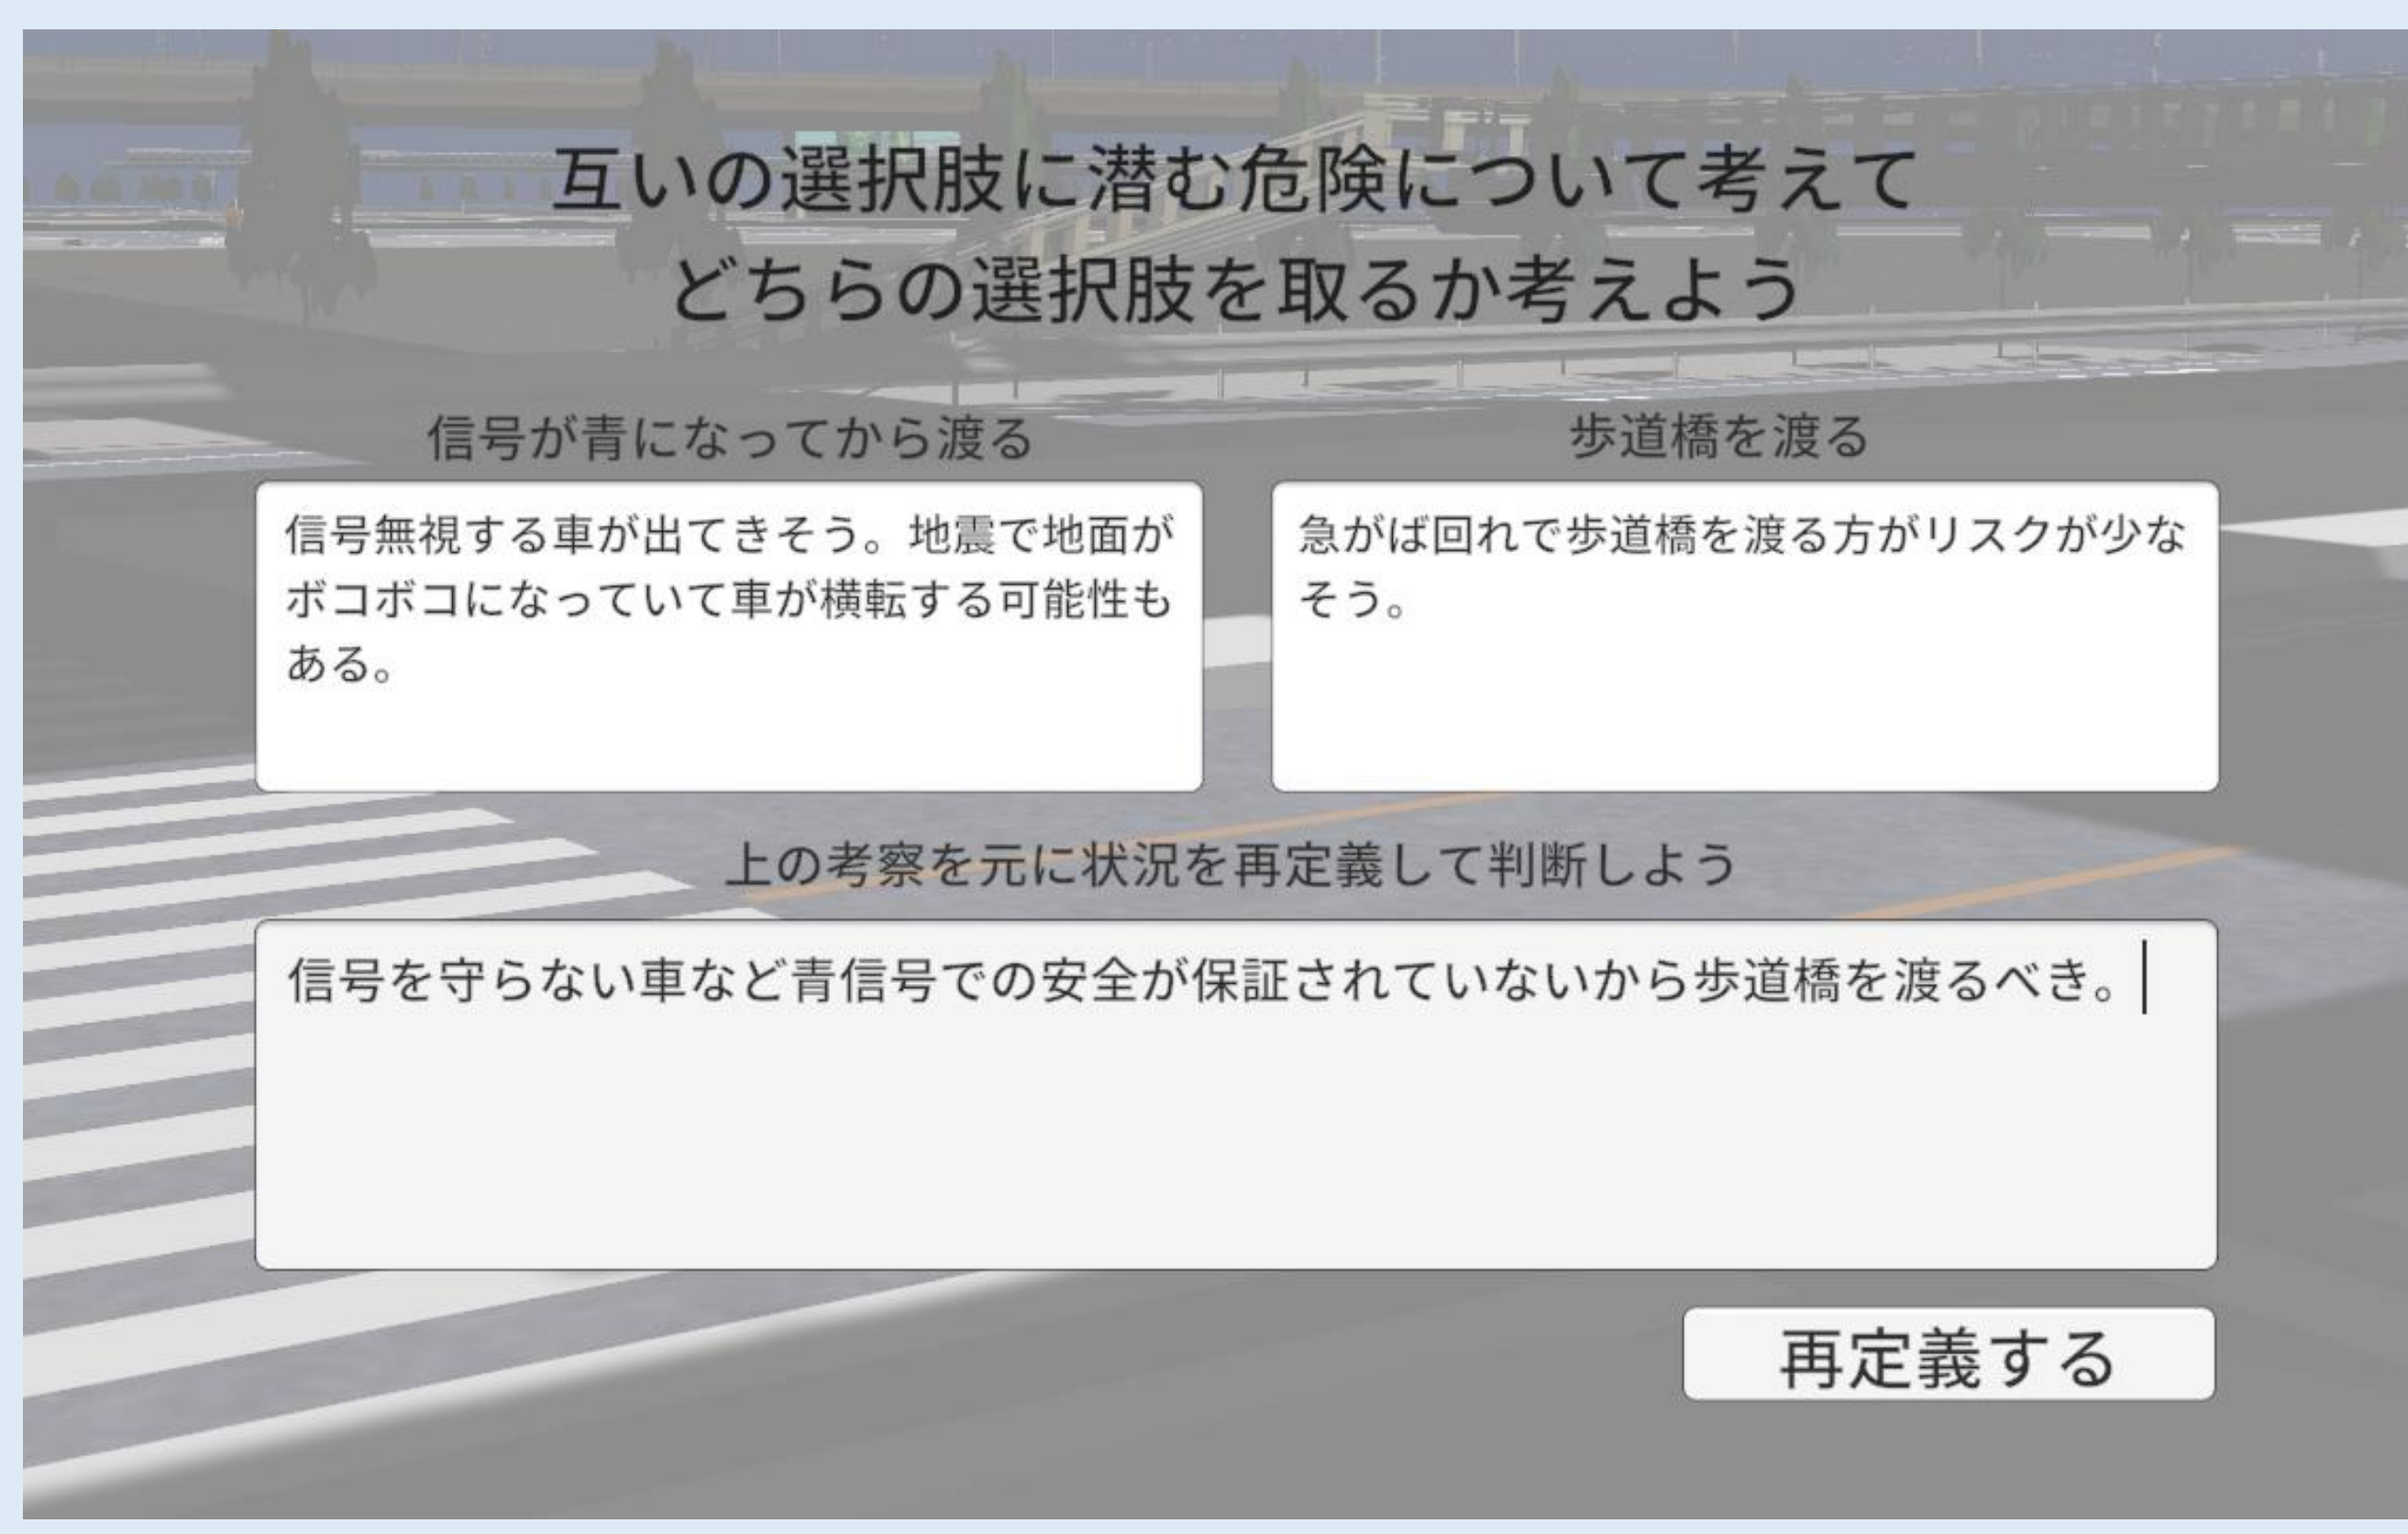 互いの選択肢に潜む危険について考えて
どちらの選択肢を取るか考えよう
信号が青になってから渡る
信号無視する車が出てきそう。地震で地面が
ボコボコになっていて車が横転する可能性も
ある。
歩道橋を渡る
急がば回れで歩道橋を渡る方がリスクが少な
そう。
上の考察を元に状況を再定義して判断しよう
信号を守らない車など青信号での安全が保証されていないから歩道橋を渡るべき。
再定義する